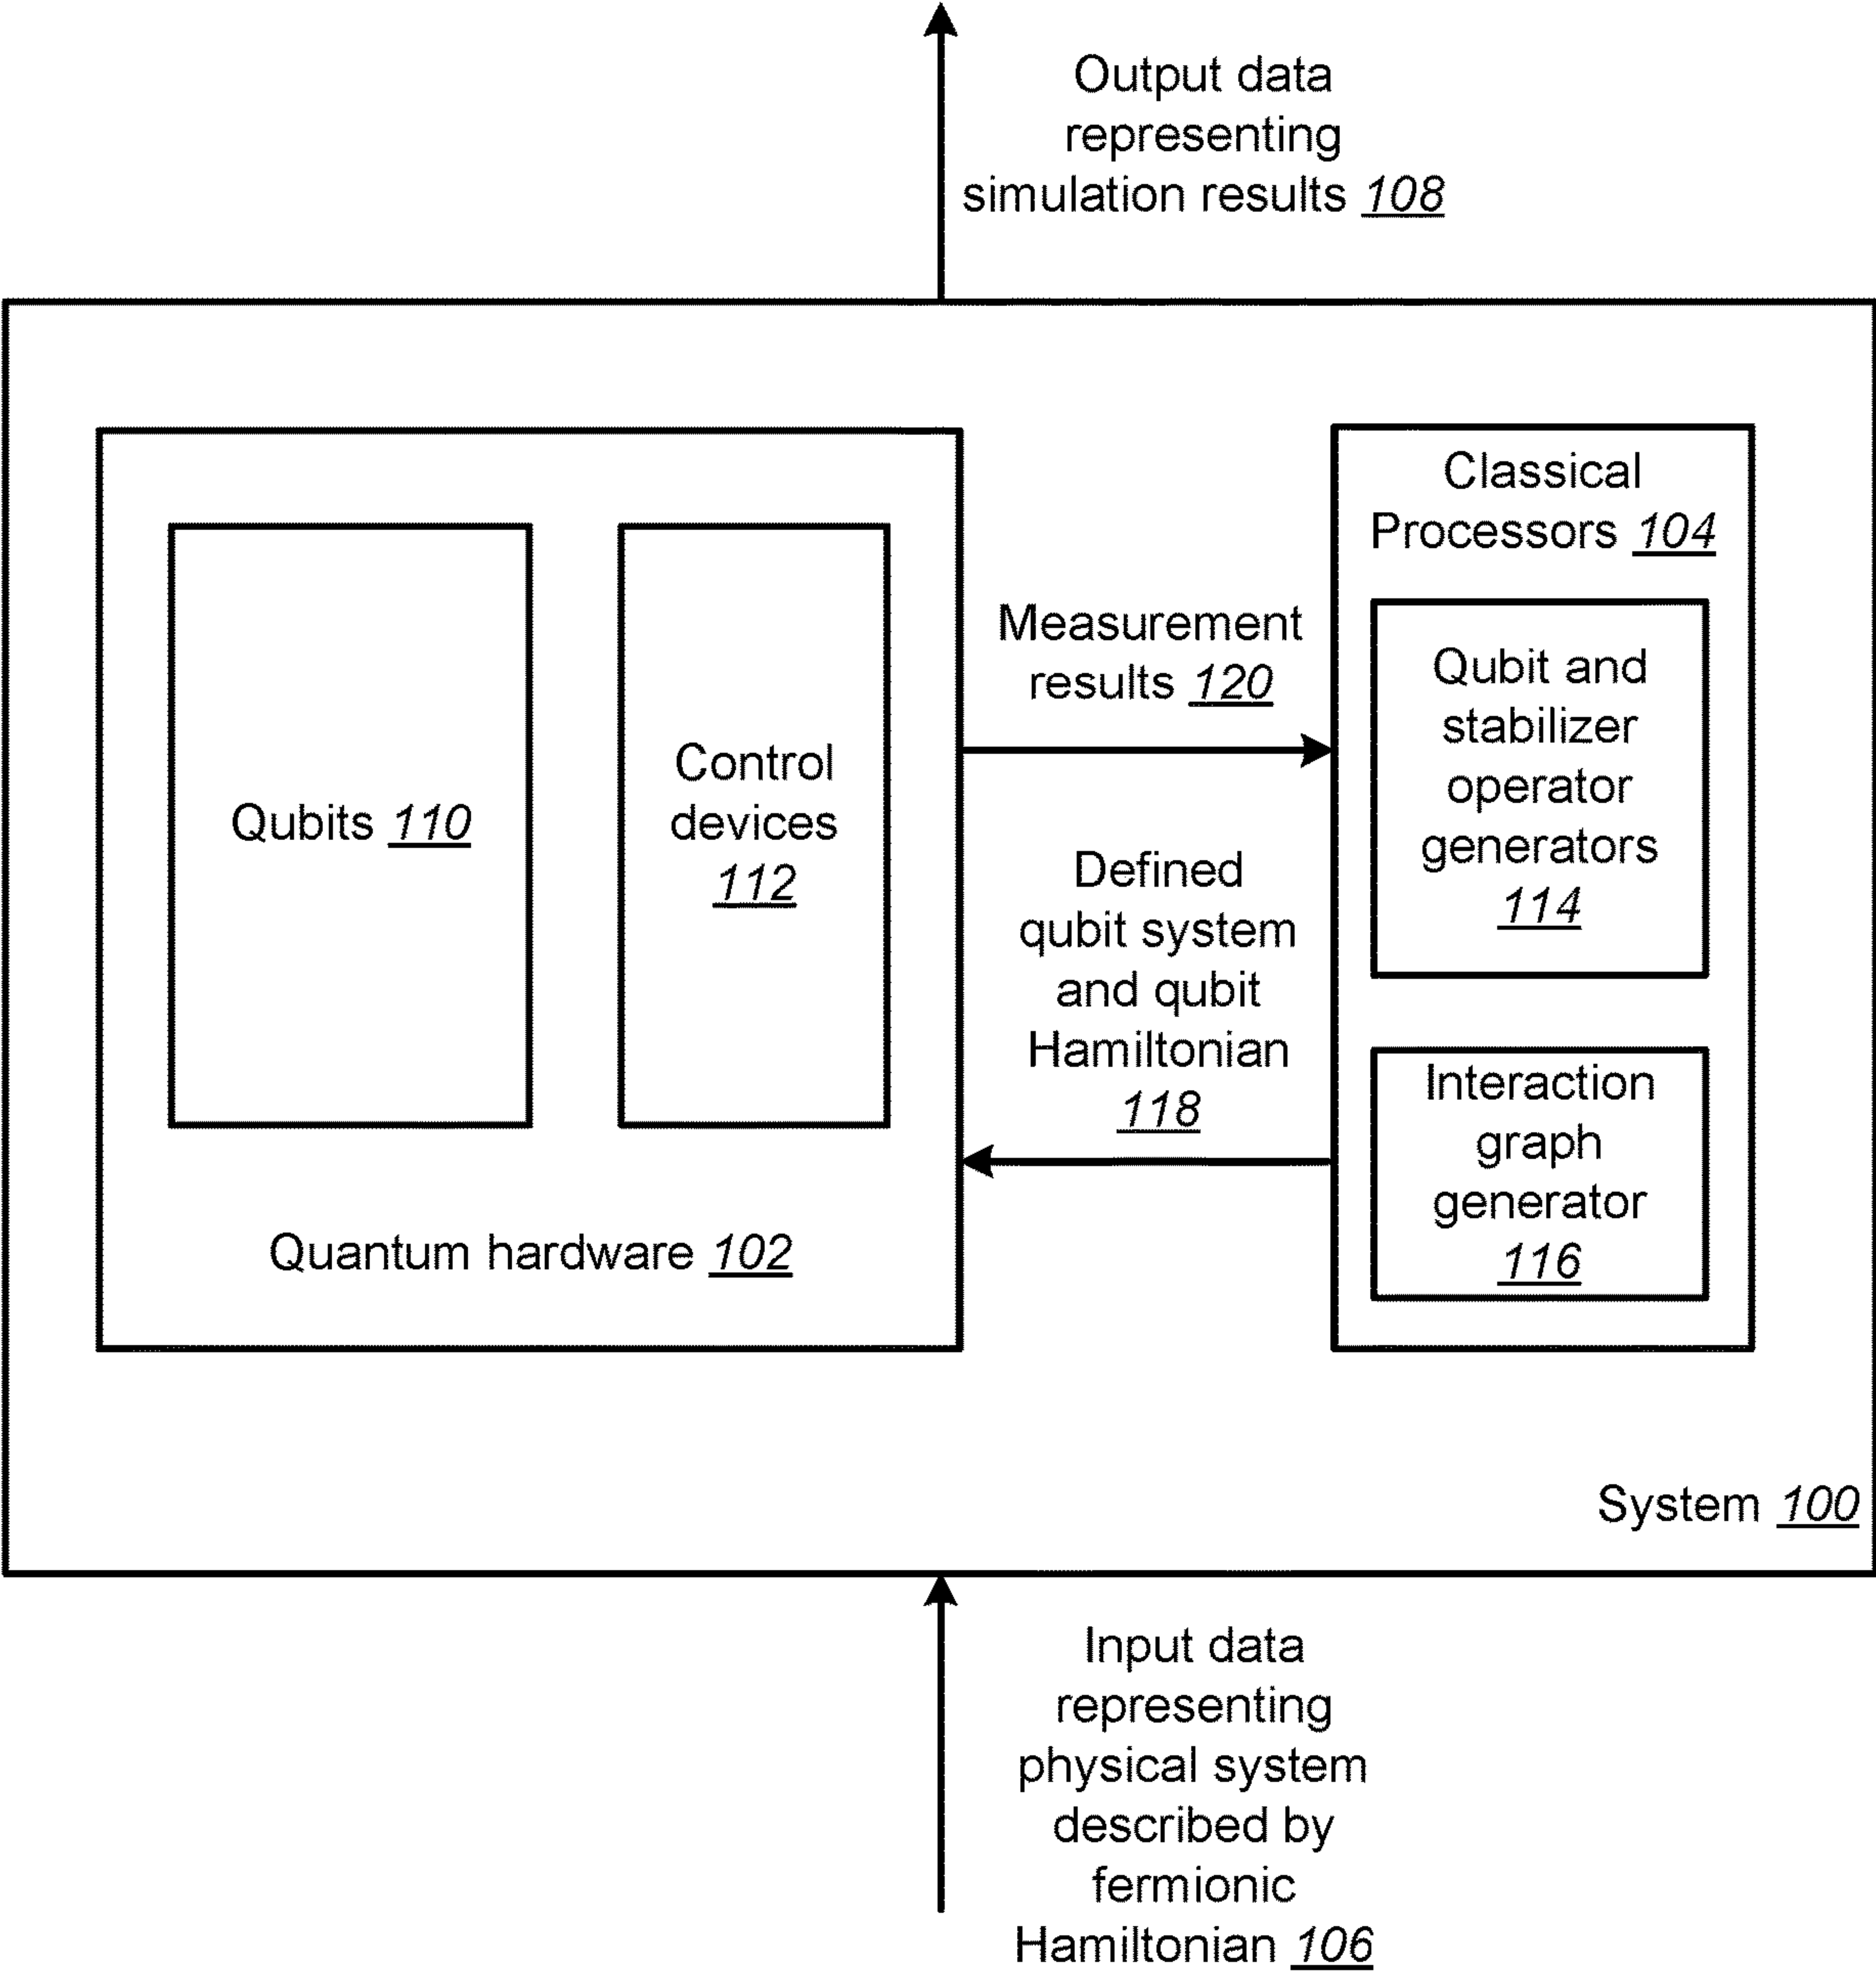 Output data
representing
simulation results 108
Classical
Processors 104
Measurement
results 120
Qubit and
stabilizer
operator
generators
114
Qubits 110
Control
devices
112
Defined
qubit system
and qubit
Hamiltonian
118
Interaction
graph
generator
116
Quantum hardware 102
System 100
Input data
representing
physical system
described by
fermionic
Hamiltonian 106